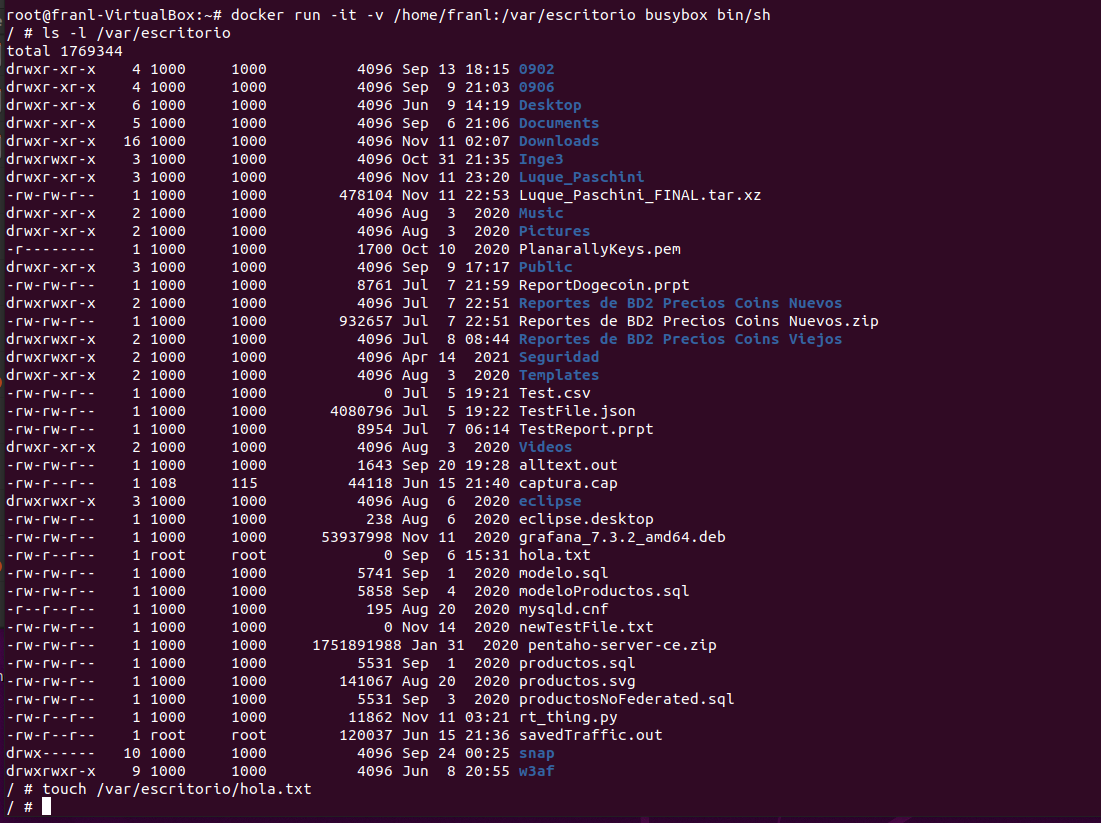 root@franl-VirtualBox:~# docker run -it -v /home/franl:/var/escritorio busybox bin/sh
/ # ls -l /var/escritorio
total 1769344
drwxr-xr-x    4 1000     1000          4096 Sep 13 18:15 0902
drwxr-xr-x    4 1000     1000          4096 Sep  9 21:03 0906
drwxr-xr-x    6 1000     1000          4096 Jun  9 14:19 Desktop
drwxr-xr-x    5 1000     1000          4096 Sep  6 21:06 Documents
drwxr-xr-x   16 1000     1000          4096 Nov 11 02:07 Downloads
drwxrwxr-x    3 1000     1000          4096 Oct 31 21:35 Inge3
drwxr-xr-x    3 1000     1000          4096 Nov 11 23:20 Luque_Paschini
-rw-rw-r--    1 1000     1000        478104 Nov 11 22:53 Luque_Paschini_FINAL.tar.xz
drwxr-xr-x    2 1000     1000          4096 Aug  3  2020 Music
drwxr-xr-x    2 1000     1000          4096 Aug  3  2020 Pictures
-r--------    1 1000     1000          1700 Oct 10  2020 PlanarallyKeys.pem
drwxr-xr-x    3 1000     1000          4096 Sep  9 17:17 Public
-rw-rw-r--    1 1000     1000          8761 Jul  7 21:59 ReportDogecoin.prpt
drwxrwxr-x    2 1000     1000          4096 Jul  7 22:51 Reportes de BD2 Precios Coins Nuevos
-rw-rw-r--    1 1000     1000        932657 Jul  7 22:51 Reportes de BD2 Precios Coins Nuevos.zip
drwxrwxr-x    2 1000     1000          4096 Jul  8 08:44 Reportes de BD2 Precios Coins Viejos
drwxrwxr-x    2 1000     1000          4096 Apr 14  2021 Seguridad
drwxr-xr-x    2 1000     1000          4096 Aug  3  2020 Templates
-rw-rw-r--    1 1000     1000             0 Jul  5 19:21 Test.csv
-rw-rw-r--    1 1000     1000       4080796 Jul  5 19:22 TestFile.json
-rw-rw-r--    1 1000     1000          8954 Jul  7 06:14 TestReport.prpt
drwxr-xr-x    2 1000     1000          4096 Aug  3  2020 Videos
-rw-rw-r--    1 1000     1000          1643 Sep 20 19:28 alltext.out
-rw-r--r--    1 108      115          44118 Jun 15 21:40 captura.cap
drwxrwxr-x    3 1000     1000          4096 Aug  6  2020 eclipse
-rw-rw-r--    1 1000     1000           238 Aug  6  2020 eclipse.desktop
-rw-rw-r--    1 1000     1000      53937998 Nov 11  2020 grafana_7.3.2_amd64.deb
-rw-r--r--    1 root     root             0 Sep  6 15:31 hola.txt
-rw-rw-r--    1 1000     1000          5741 Sep  1  2020 modelo.sql
-rw-rw-r--    1 1000     1000          5858 Sep  4  2020 modeloProductos.sql
-r--r--r--    1 1000     1000           195 Aug 20  2020 mysqld.cnf
-rw-rw-r--    1 1000     1000             0 Nov 14  2020 newTestFile.txt
-rw-rw-r--    1 1000     1000     1751891988 Jan 31  2020 pentaho-server-ce.zip
-rw-rw-r--    1 1000     1000          5531 Sep  1  2020 productos.sql
-rw-rw-r--    1 1000     1000        141067 Aug 20  2020 productos.svg
-rw-rw-r--    1 1000     1000          5531 Sep  3  2020 productosNoFederated.sql
-rw-r--r--    1 1000     1000         11862 Nov 11 03:21 rt_thing.py
-rw-r--r--    1 root     root        120037 Jun 15 21:36 savedTraffic.out
drwx------   10 1000     1000          4096 Sep 24 00:25 snap
drwxrwxr-x    9 1000     1000          4096 Jun  8 20:55 w3af
/ # touch /var/escritorio/hola.txt
/ #